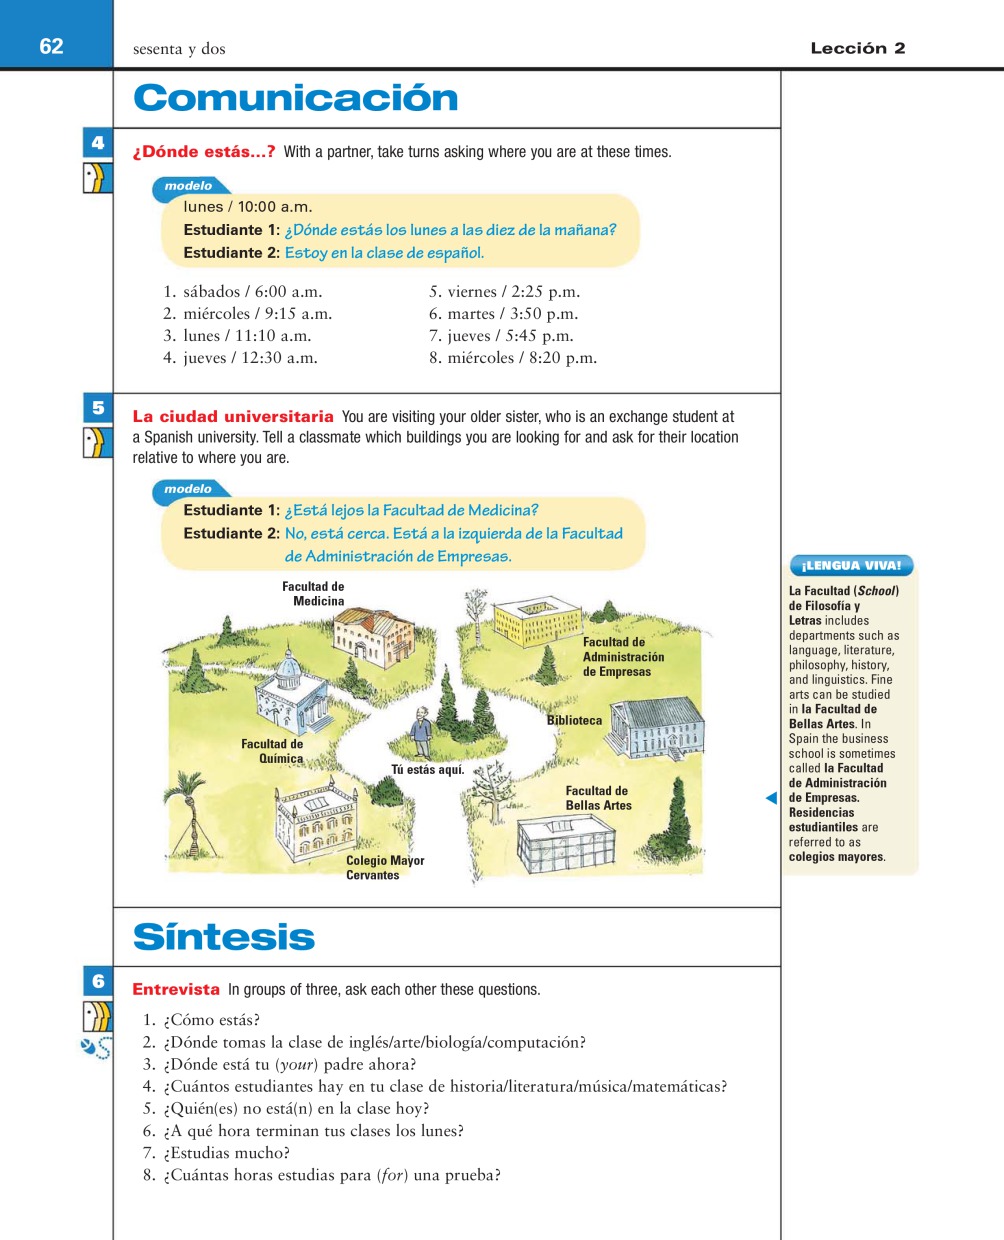 62
sesenta y dos
Lección 2
Comunicación
4
¿Dónde estás...? With a partner, take turns asking where you are at these times.
modelo
lunes / 10:00 a.m.
Estudiante 1: ¿Dónde estás los lunes a las diez de la mañana?
Estudiante 2: Estoy en la clase de español.
1. sábados / 6:00 a.m.
2. miércoles / 9:15 a.m.
3. lunes / 11:10 a.m.
4. jueves / 12:30 a.m.
5. viernes / 2:25 p.m.
6. martes / 3:50 p.m.
7. jueves / 5:45 p.m.
8. miércoles / 8:20 p.m.
5
La ciudad universitaria You are visiting your older sister, who is an exchange student at
a Spanish university. Tell a classmate which buildings you are looking for and ask for their location
relative to where you are.
modelo
Estudiante 1: ¿Está lejos la Facultad de Medicina?
Estudiante 2: No, está cerca. Está a la izquierda de la Facultad
de Administración de Empresas.
Facultad de
Medicina
Facultad de
Administración
de Empresas
Biblioteca
Facultad de
Química
Tú estás aquí.
Facultad de
Bellas Artes
Colegio Mayor
Cervantes
¡LENGUA VIVA!
La Facultad (School)
de Filosofía y
Letras includes
departments such as
language, literature,
philosophy, history,
and linguistics. Fine
arts can be studied
in la Facultad de
Bellas Artes. In
Spain the business
school is sometimes
called la Facultad
de Administración
de Empresas.
Residencias
estudiantiles are
referred to as
colegios mayores.
Síntesis
6
Entrevista In groups of three, ask each other these questions.
1. ¿Cómo estás?
2. ¿Dónde tomas la clase de inglés/arte/biología/computación?
3. ¿Dónde está tu (your) padre ahora?
4. ¿Cuántos estudiantes hay en tu clase de historia/literatura/música/matemáticas?
5. ¿Quién(es) no está(n) en la clase hoy?
6. ¿A qué hora terminan tus clases los lunes?
7. ¿Estudias mucho?
8. ¿Cuántas horas estudias para (for) una prueba?